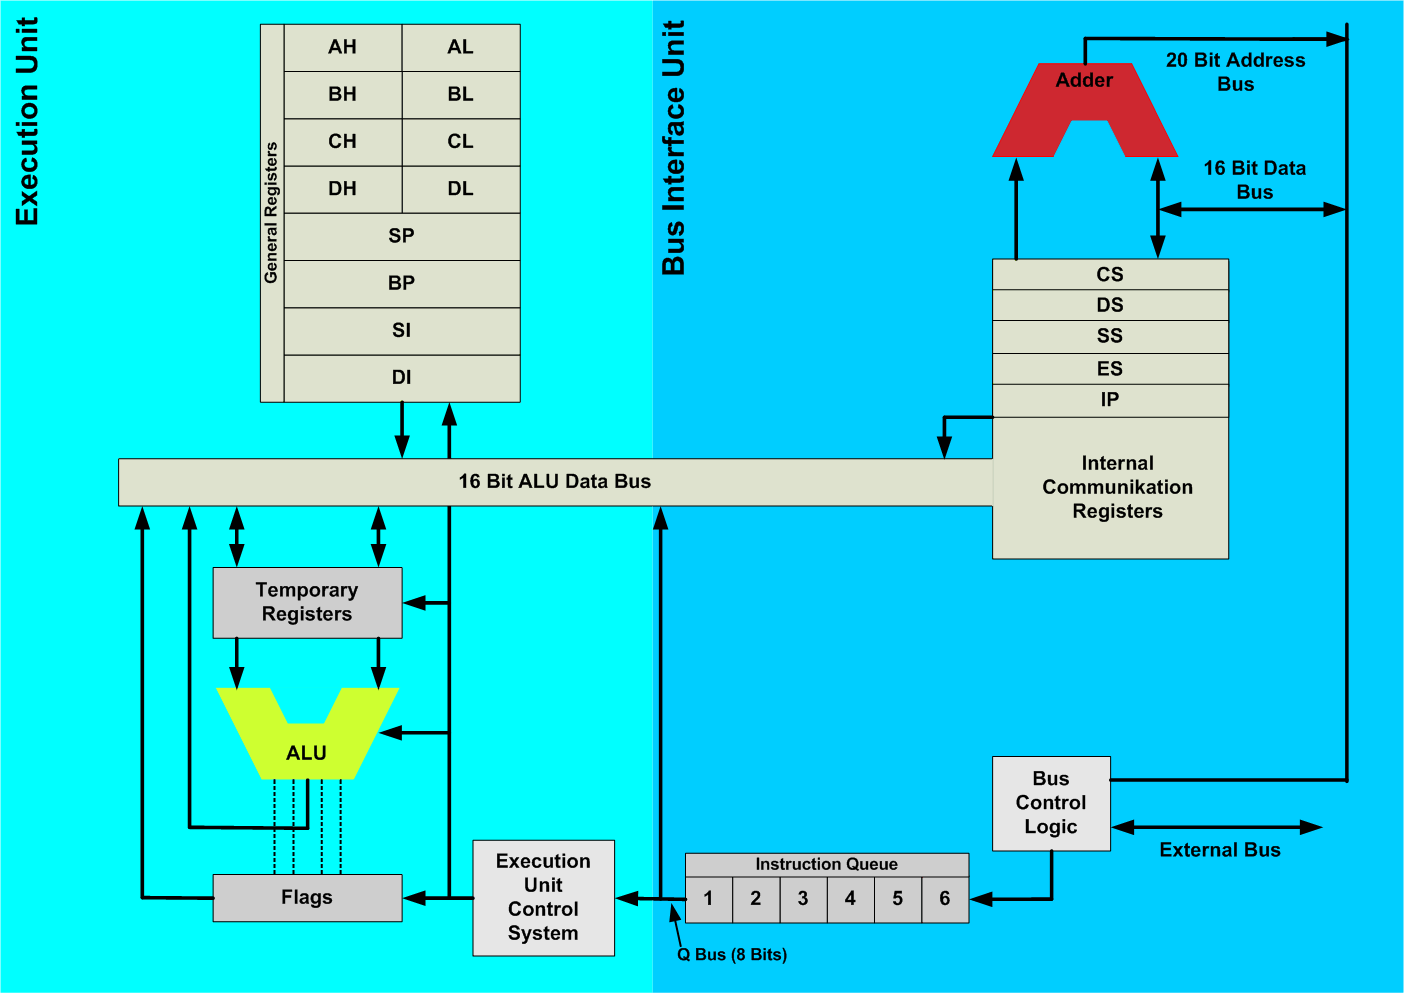 Execution Unit
General Registers
AH AL
BH BL
CH CL
DH DL
SP
BP
SI
DI
16 Bit ALU Data Bus
Temporary
Registers
ALU
Flags
Execution
Unit
Control
System
Bus Interface Unit
Adder
20 Bit Address
Bus
16 Bit Data
Bus
CS
DS
SS
ES
IP
Internal
Communikation
Registers
Bus
Control
Logic
External Bus
Instruction Queue
1 2 3 4 5 6
Q Bus (8 Bits)